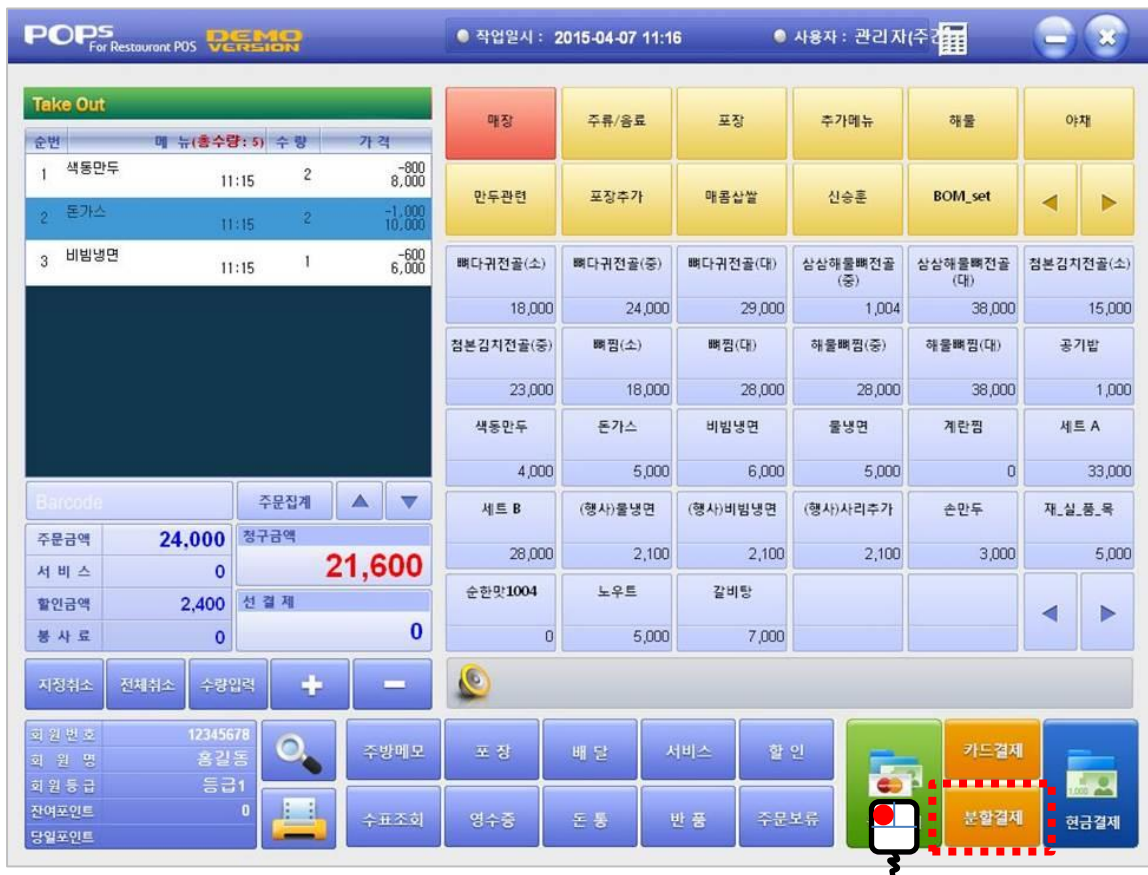 POPS For Restaurant POS DEMO VERSION
작업일시 : 2015-04-07 11:16
사용자 : 관리자(주간
Take Out
순번 메 뉴(총수량: 5) 수 량 가 격
1 색동만두 11:15 2 -800 8,000
2 돈가스 11:15 2 -1,000 10,000
3 비빔냉면 11:15 1 -600 6,000
Barcode 주문집계
주문금액 24,000 청구금액
21,600
서 비 스 0
할인금액 2,400 선 결 제
봉 사 료 0 0
지정취소 전체취소 수량입력 + -
회 원 번 호 12345678
회 원 명 홍길동
회 원 등 급 등급1
잔여포인트 0
당일포인트
매장 주류/음료 포장 추가메뉴 해물 야채
만두관련 포장추가 매콤삽쌀 신승훈 BOM_set
뼈다귀전골(소) 뼈다귀전골(중) 뼈다귀전골(대) 삼삼해물뼈전골(중) 삼삼해물뼈전골(대) 첨본김치전골(소)
18,000 24,000 29,000 1,004 38,000 15,000
첨본김치전골(중) 뼈찜(소) 뼈찜(대) 해물뼈찜(중) 해물뼈찜(대) 공기밥
23,000 18,000 28,000 28,000 38,000 1,000
색동만두 돈가스 비빔냉면 물냉면 계란찜 세트 A
4,000 5,000 6,000 5,000 0 33,000
세트 B (행사)물냉면 (행사)비빔냉면 (행사)사리추가 손만두 재_실_품_목
28,000 2,100 2,100 2,100 3,000 5,000
순한맛1004 노우트 갈비탕
0 5,000 7,000
주방메모 포 장 배 달 서비스 할 인 카드결제
수표조회 영수증 돈 통 반 품 주문보류 분할결제 현금결제